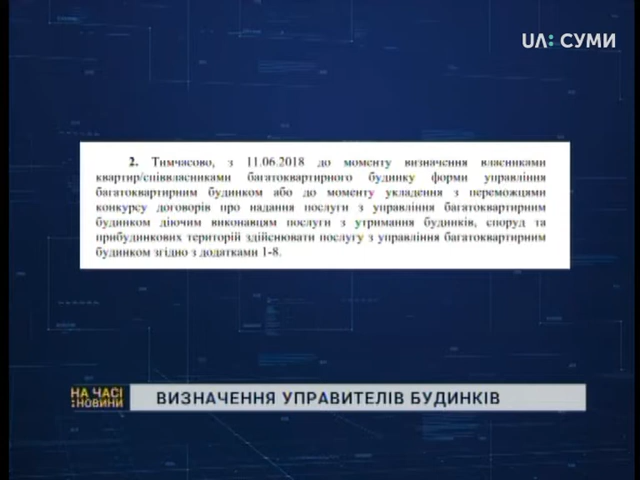 UA: СУМИ
2. Тимчасово, з 11.06.2018 до моменту визначення власниками
квартир/співвласниками багатоквартирного будинку форми управління
багатоквартирним будинком або до моменту укладення з переможцями
конкурсу договорів про надання послуги з управління багатоквартирним
будинком діючим виконавцям послуги з утримання будинків, споруд та
прибудинкових територій здійснювати послугу з управління багатоквартирним
будинком згідно з додатками 1-8.
НА ЧАСІ
:НОВИНИ
ВИЗНАЧЕННЯ УПРАВИТЕЛІВ БУДИНКІВ